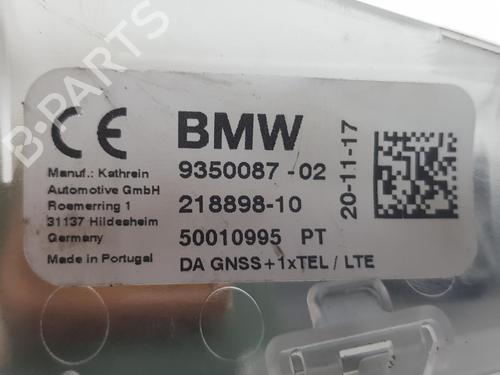 B-PARTS
CE
BMW
Manuf.: Kathrein
Automotive GmbH
Roemerring 1
31137 Hildesheim
Germany
Made in Portugal
9350087-02
218898-10
50010995 PT
DA GNSS+1xTEL / LTE
20-11-17